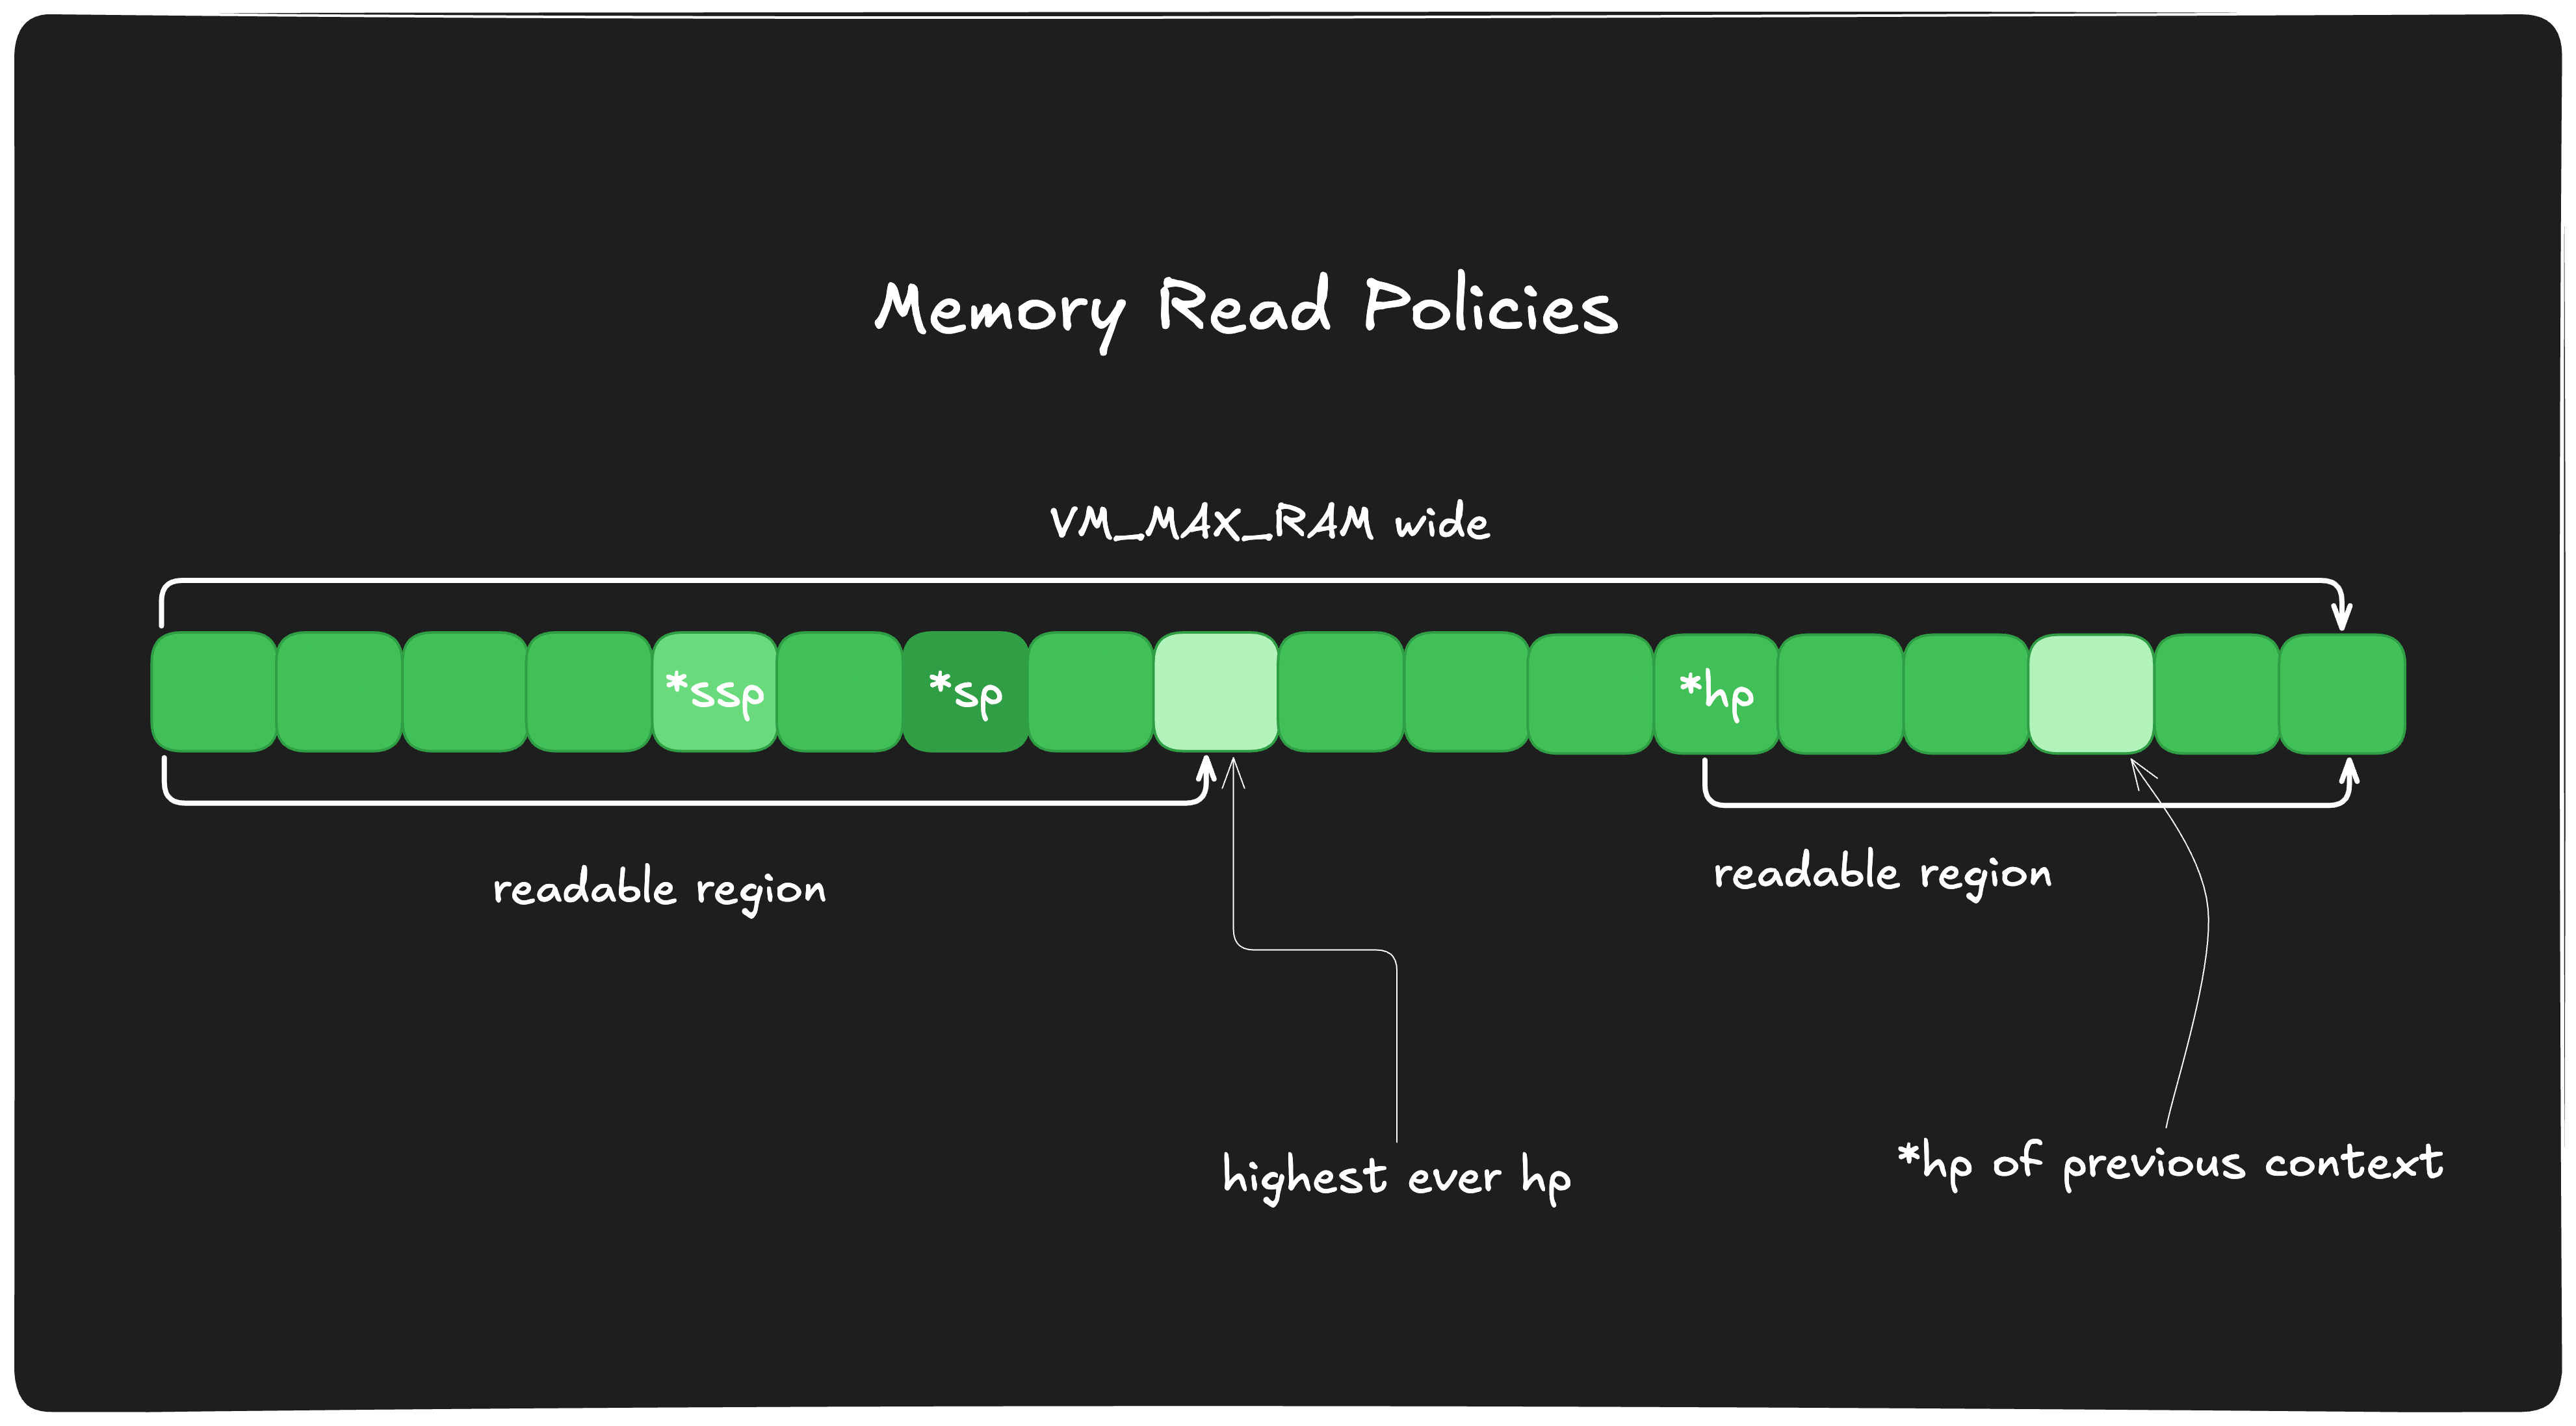 Memory Read Policies
VM_MAX_RAM wide
*ssp
*sp
*hp
readable region
readable region
highest ever hp
*hp of previous context